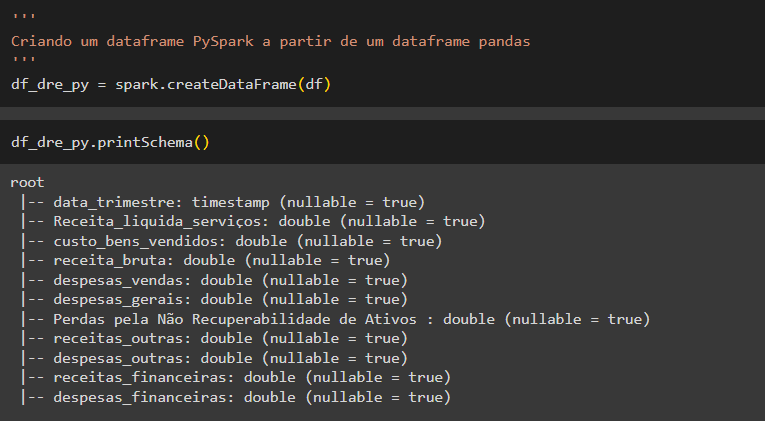 '''
Criando um dataframe PySpark a partir de um dataframe pandas
'''
df_dre_py = spark.createDataFrame(df)
df_dre_py.printSchema()
root
 |-- data_trimestre: timestamp (nullable = true)
 |-- Receita_liquida_serviços: double (nullable = true)
 |-- custo_bens_vendidos: double (nullable = true)
 |-- receita_bruta: double (nullable = true)
 |-- despesas_vendas: double (nullable = true)
 |-- despesas_gerais: double (nullable = true)
 |-- Perdas pela Não Recuperabilidade de Ativos : double (nullable = true)
 |-- receitas_outras: double (nullable = true)
 |-- despesas_outras: double (nullable = true)
 |-- receitas_financeiras: double (nullable = true)
 |-- despesas_financeiras: double (nullable = true)